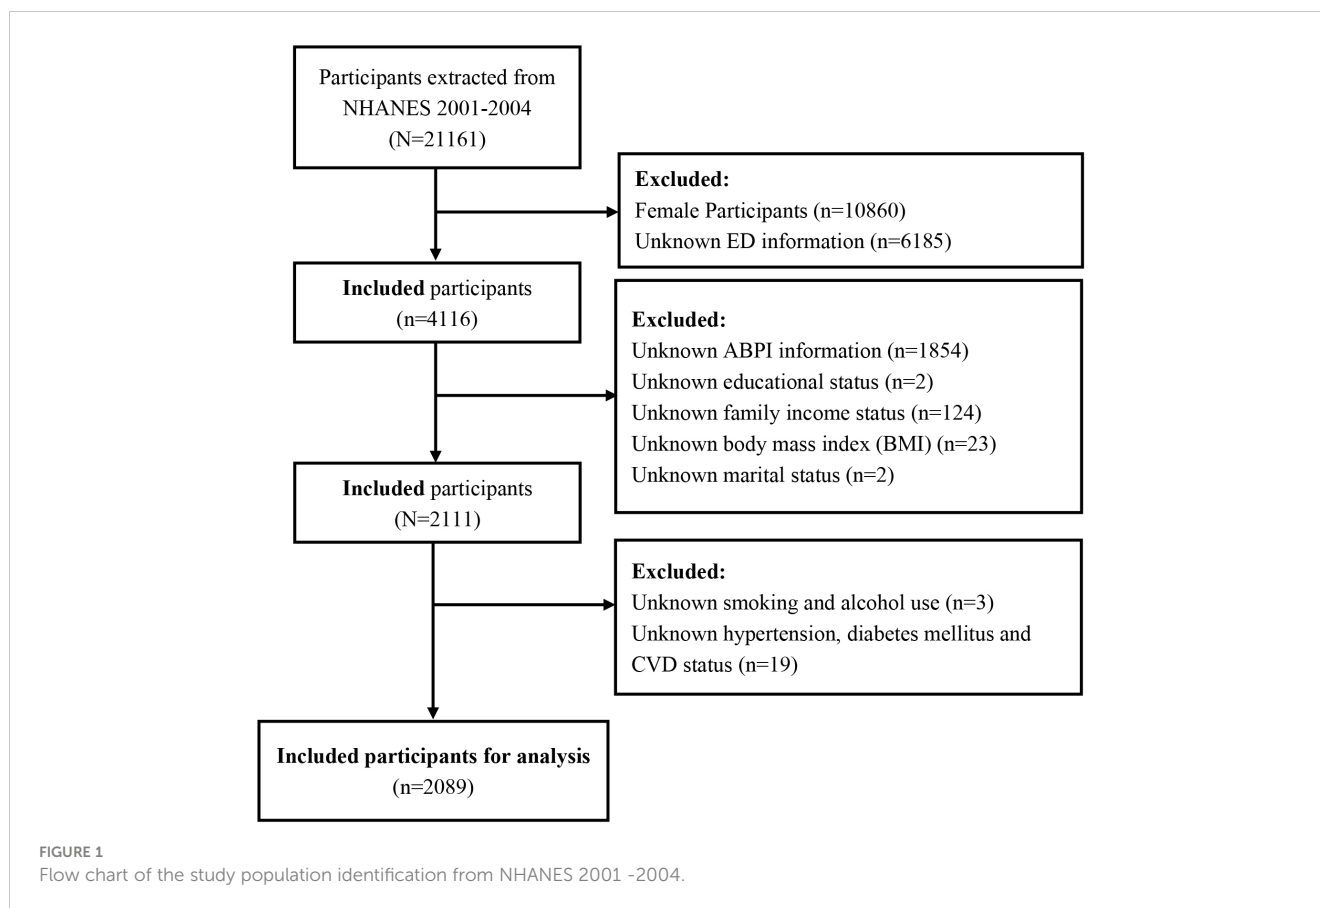 Participants extracted from
NHANES 2001-2004
(N=21161)
Excluded:
Female Participants (n=10860)
Unknown ED information (n=6185)
Included participants
(n=4116)
Excluded:
Unknown ABPI information (n=1854)
Unknown educational status (n=2)
Unknown family income status (n=124)
Unknown body mass index (BMI) (n=23)
Unknown marital status (n=2)
Included participants
(N=2111)
Excluded:
Unknown smoking and alcohol use (n=3)
Unknown hypertension, diabetes mellitus and
CVD status (n=19)
Included participants for analysis
(n=2089)
FIGURE 1
Flow chart of the study population identification from NHANES 2001 -2004.